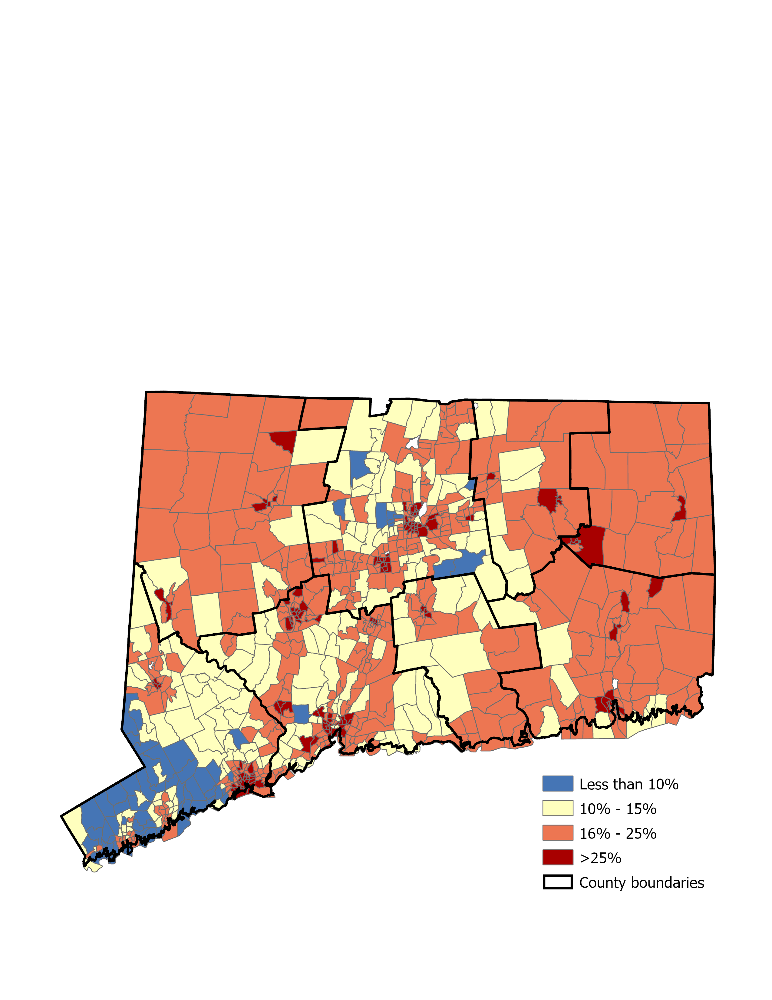 Less than 10%
10% - 15%
16% - 25%
>25%
County boundaries